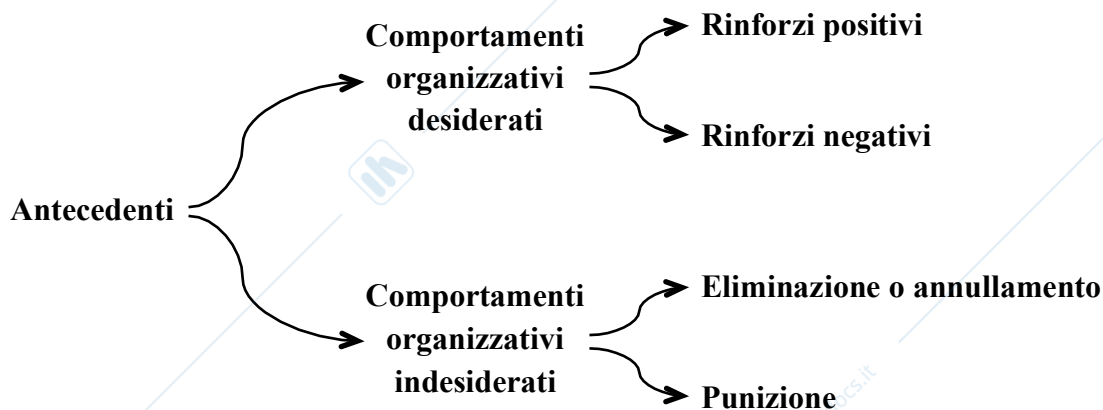 Comportamenti
organizzativi
desiderati
Rinforzi positivi
Rinforzi negativi
Antecedenti
Comportamenti
organizzativi
indesiderati
Eliminazione o annullamento
Punizione